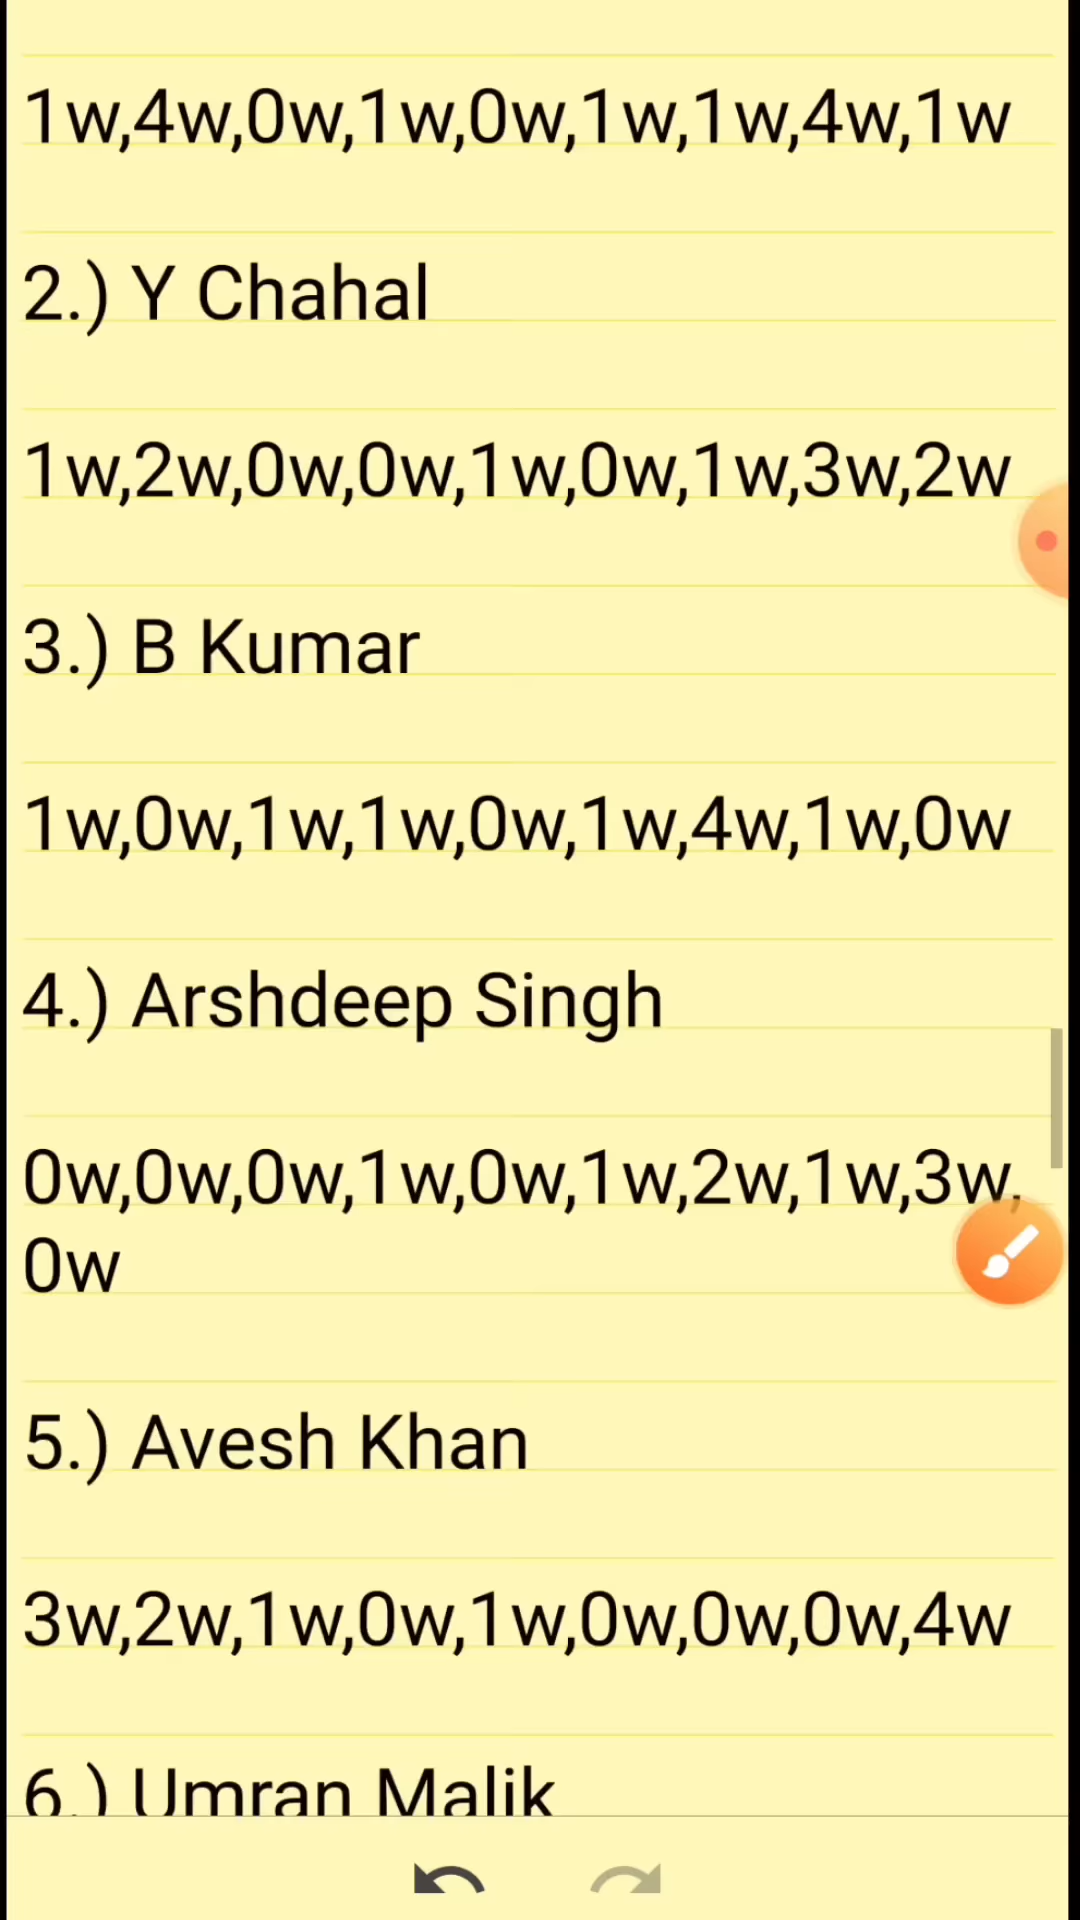 1w,4w,0w,1w,0w,1w,1w,4w,1w
2.) Y Chahal
1w,2w,0w,0w,1w,0w,1w,3w,2w
3.) B Kumar
1w,0w,1w,1w,0w,1w,4w,1w,0w
4.) Arshdeep Singh
0w,0w,0w,1w,0w,1w,2w,1w,3w,
0w
5.) Avesh Khan
3w,2w,1w,0w,1w,0w,0w,0w,4w
6.) Umran Malik